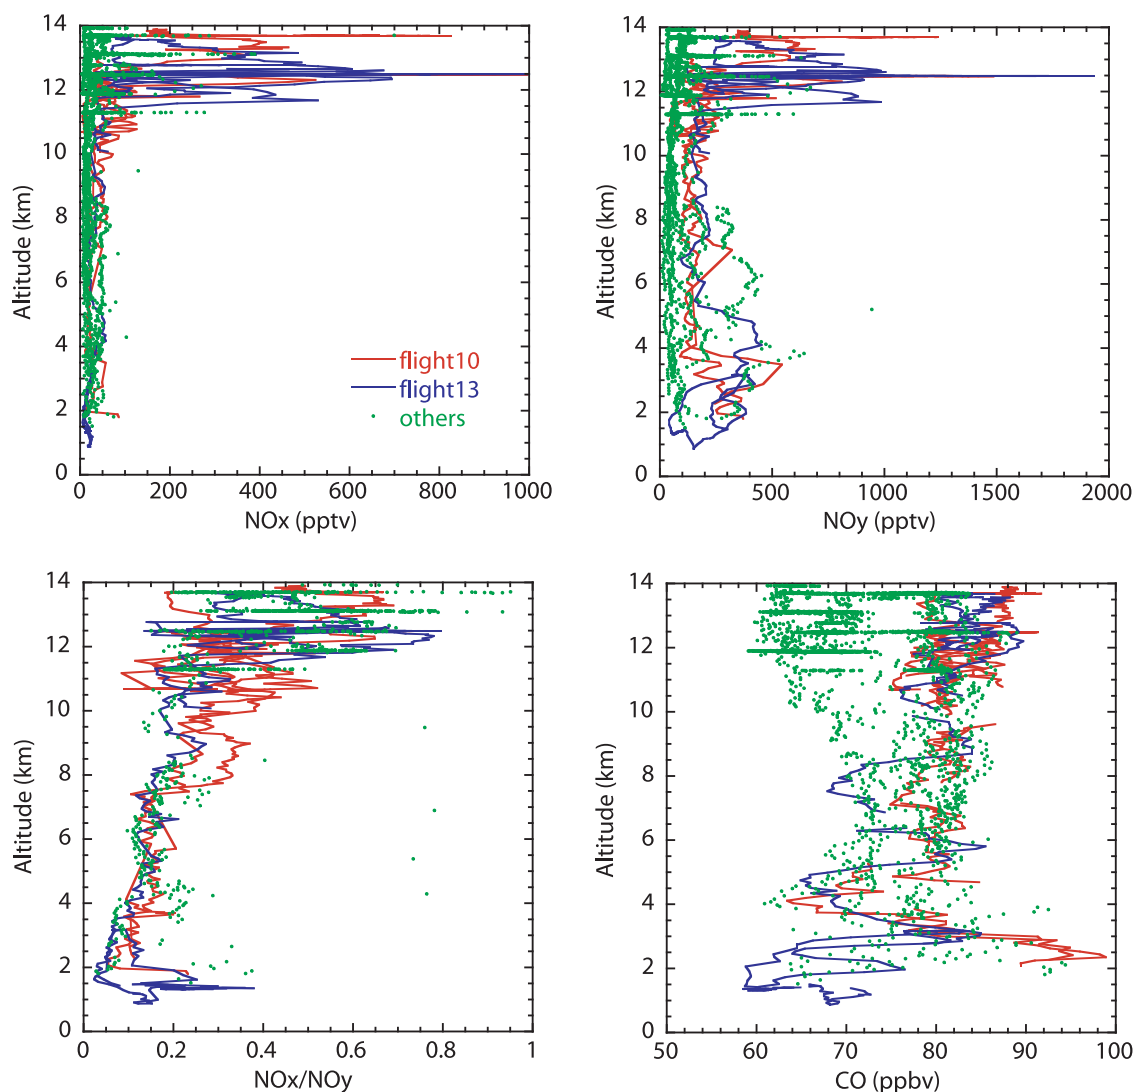 14
12
10
8
6
4
2
0
Altitude (km)
flight10
flight13
others
0 200 400 600 800 1000
NOx (pptv)
14
12
10
8
6
4
2
0
Altitude (km)
0 500 1000 1500 2000
NOy (pptv)
14
12
10
8
6
4
2
0
Altitude (km)
0 0.2 0.4 0.6 0.8 1
NOx/NOy
14
12
10
8
6
4
2
0
Altitude (km)
50 60 70 80 90 100
CO (ppbv)